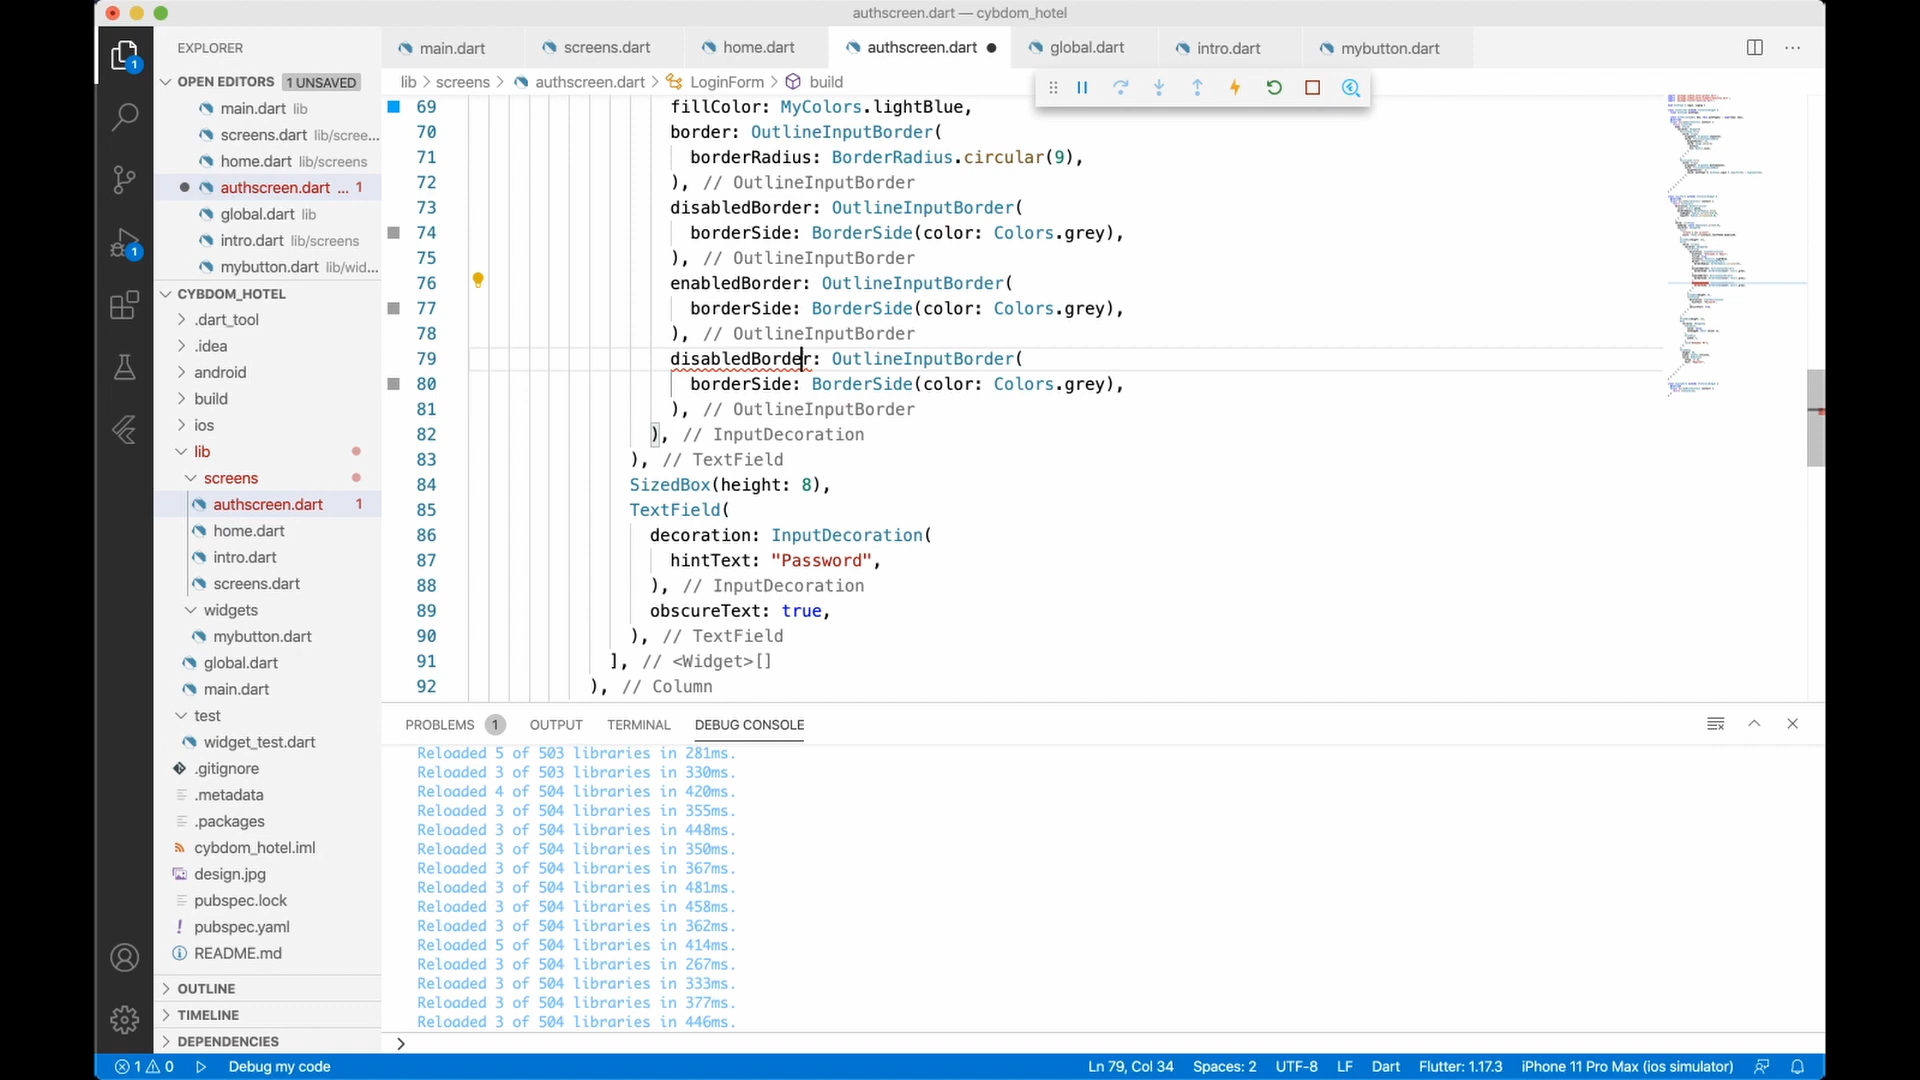 authscreen.dart — cybdom_hotel
EXPLORER
OPEN EDITORS 1 UNSAVED
main.dart lib
screens.dart lib/scree...
home.dart lib/screens
authscreen.dart ... 1
global.dart lib
intro.dart lib/screens
mybutton.dart lib/wid...
CYBDOM_HOTEL
.dart_tool
.idea
android
build
ios
lib
screens
authscreen.dart 1
home.dart
intro.dart
screens.dart
widgets
mybutton.dart
global.dart
main.dart
test
widget_test.dart
.gitignore
.metadata
.packages
cybdom_hotel.iml
design.jpg
pubspec.lock
pubspec.yaml
README.md
OUTLINE
TIMELINE
DEPENDENCIES
1
1
main.dart screens.dart home.dart authscreen.dart global.dart intro.dart mybutton.dart
lib > screens > authscreen.dart > LoginForm > build
69 fillColor: MyColors.lightBlue,
70 border: OutlineInputBorder(
71 borderRadius: BorderRadius.circular(9),
72 ), // OutlineInputBorder
73 disabledBorder: OutlineInputBorder(
74 borderSide: BorderSide(color: Colors.grey),
75 ), // OutlineInputBorder
76 enabledBorder: OutlineInputBorder(
77 borderSide: BorderSide(color: Colors.grey),
78 ), // OutlineInputBorder
79 disabledBorder: OutlineInputBorder(
80 borderSide: BorderSide(color: Colors.grey),
81 ), // OutlineInputBorder
82 ), // InputDecoration
83 ), // TextField
84 SizedBox(height: 8),
85 TextField(
86 decoration: InputDecoration(
87 hintText: "Password",
88 ), // InputDecoration
89 obscureText: true,
90 ), // TextField
91 ], // <Widget>[]
92 ), // Column
PROBLEMS 1 OUTPUT TERMINAL DEBUG CONSOLE
Reloaded 5 of 503 libraries in 281ms.
Reloaded 3 of 503 libraries in 330ms.
Reloaded 4 of 504 libraries in 420ms.
Reloaded 3 of 504 libraries in 355ms.
Reloaded 3 of 504 libraries in 448ms.
Reloaded 3 of 504 libraries in 350ms.
Reloaded 3 of 504 libraries in 367ms.
Reloaded 3 of 504 libraries in 481ms.
Reloaded 3 of 504 libraries in 458ms.
Reloaded 3 of 504 libraries in 362ms.
Reloaded 5 of 504 libraries in 414ms.
Reloaded 3 of 504 libraries in 267ms.
Reloaded 3 of 504 libraries in 333ms.
Reloaded 3 of 504 libraries in 377ms.
Reloaded 3 of 504 libraries in 446ms.
1 0 Debug my code Ln 79, Col 34 Spaces: 2 UTF-8 LF Dart Flutter: 1.17.3 iPhone 11 Pro Max (ios simulator)